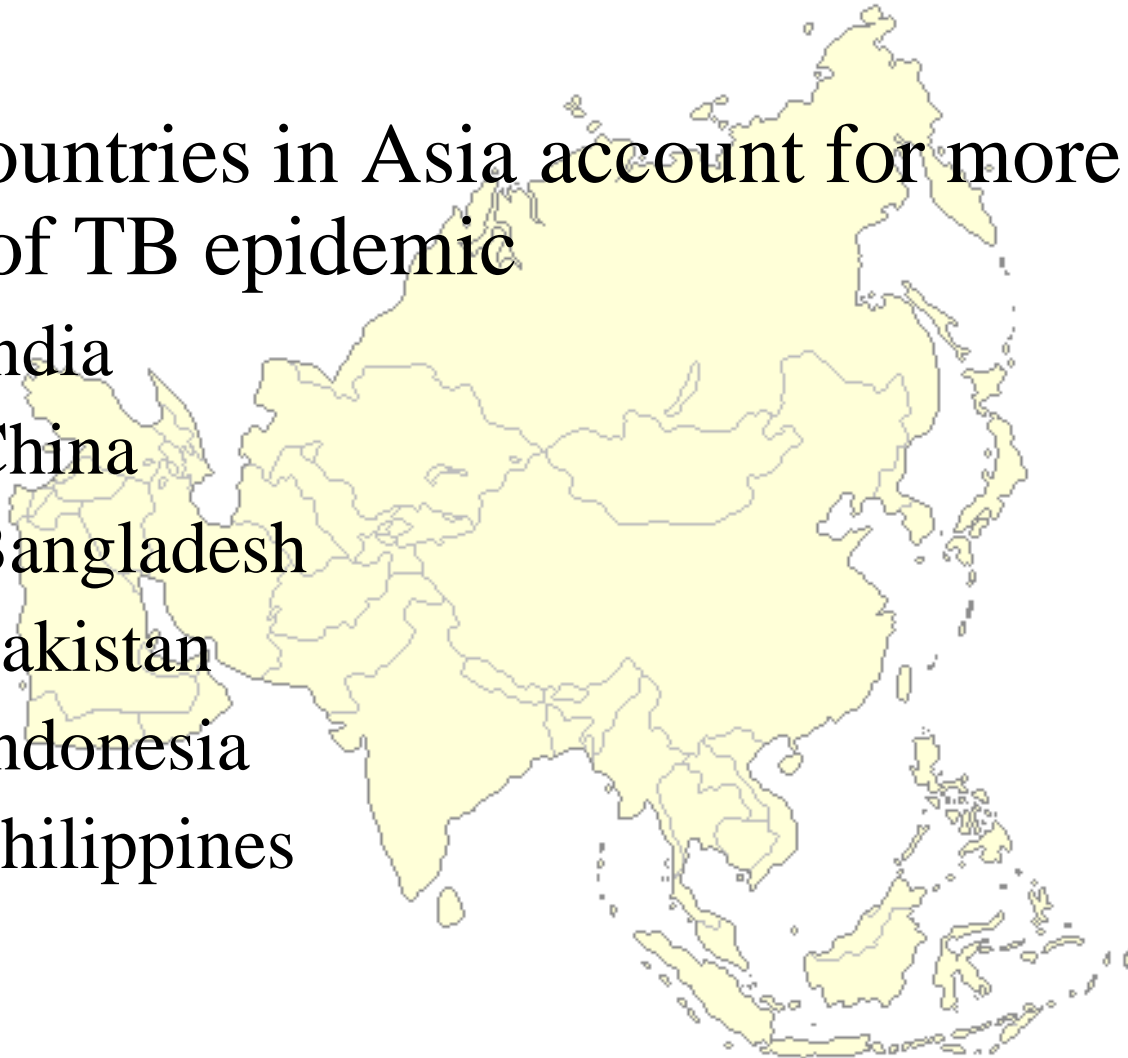 ountries in Asia account for more
of TB epidemic
ndia
China
Bangladesh
akistan
ndonesia
hilippines